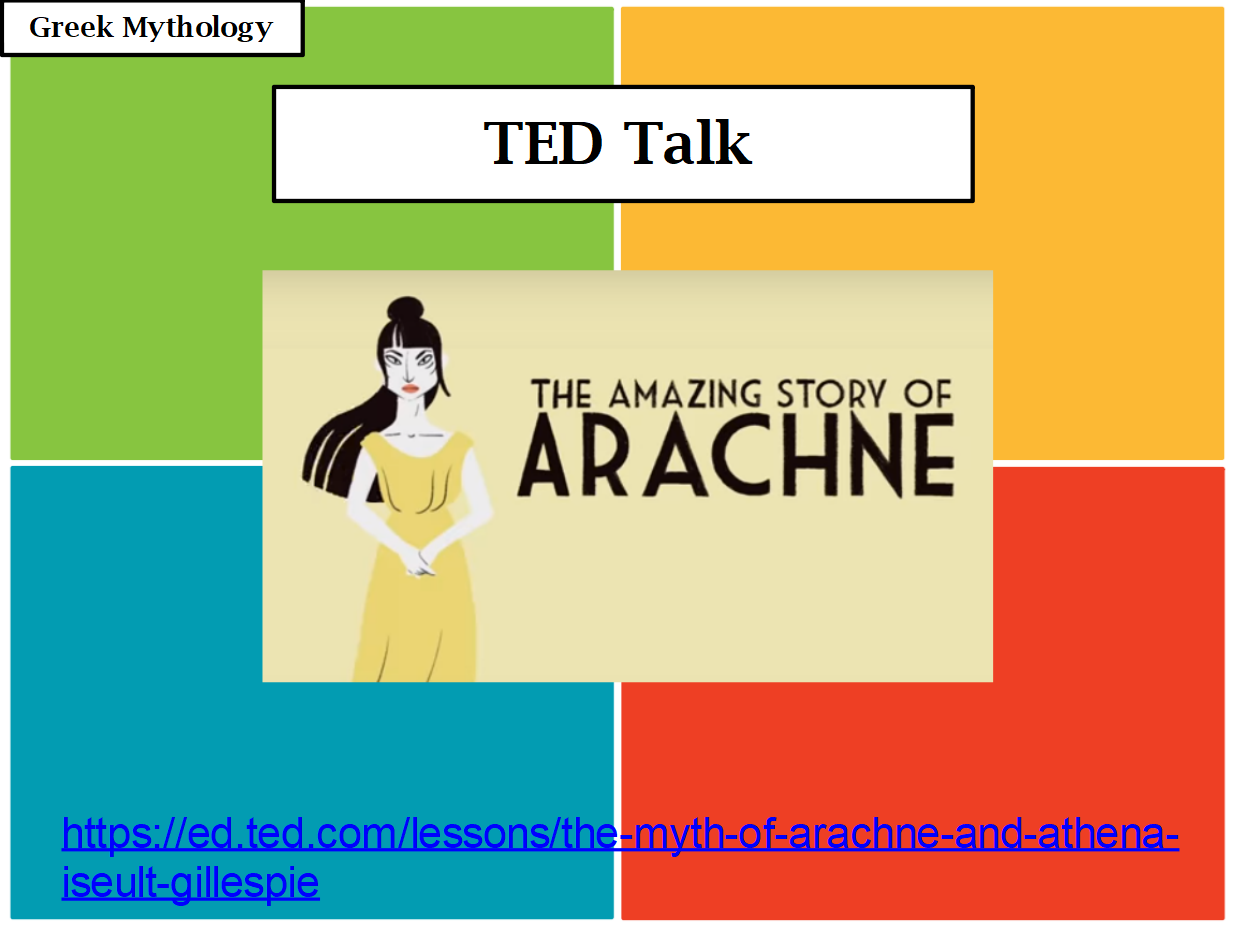 Greek Mythology
TED Talk
THE AMAZING STORY OF
ARACHNE
https://ed.ted.com/lessons/the-myth-of-arachne-and-athena-
iseult-gillespie